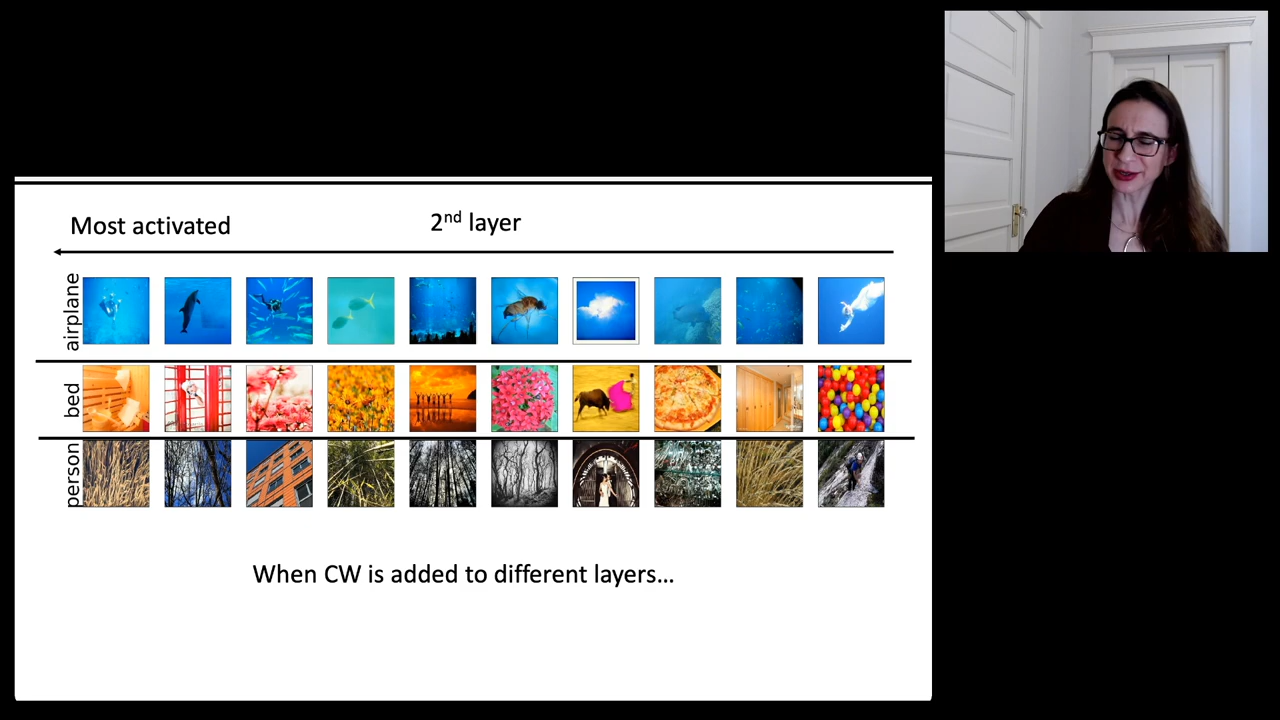 Most activated
2nd layer
airplane
bed
person
When CW is added to different layers...